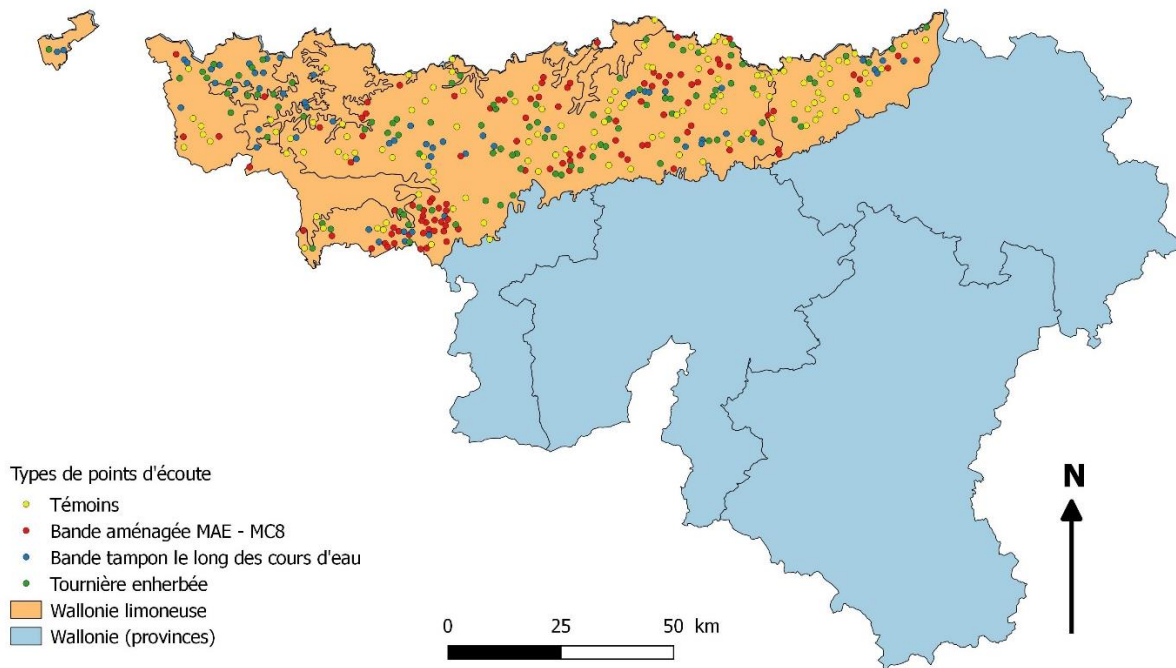 Types de points d'écoute
Témoins
Bande aménagée MAE - MC8
Bande tampon le long des cours d'eau
Tournière enherbée
Wallonie limoneuse
Wallonie (provinces)
0 25 50 km
N